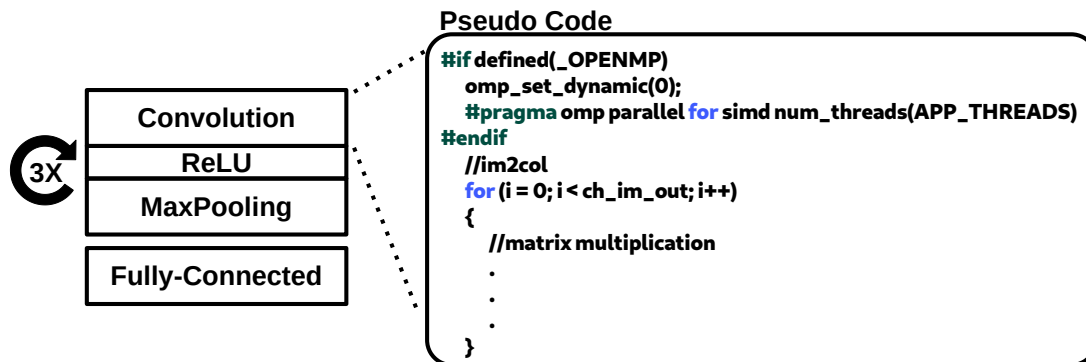 3X
Convolution
ReLU
MaxPooling
Fully-Connected
Pseudo Code
#if defined(_OPENMP)
omp_set_dynamic(0);
#pragma omp parallel for simd num_threads(APP_THREADS)
#endif
//im2col
for (i = 0; i < ch_im_out; i++)
{
//matrix multiplication
.
.
.
}